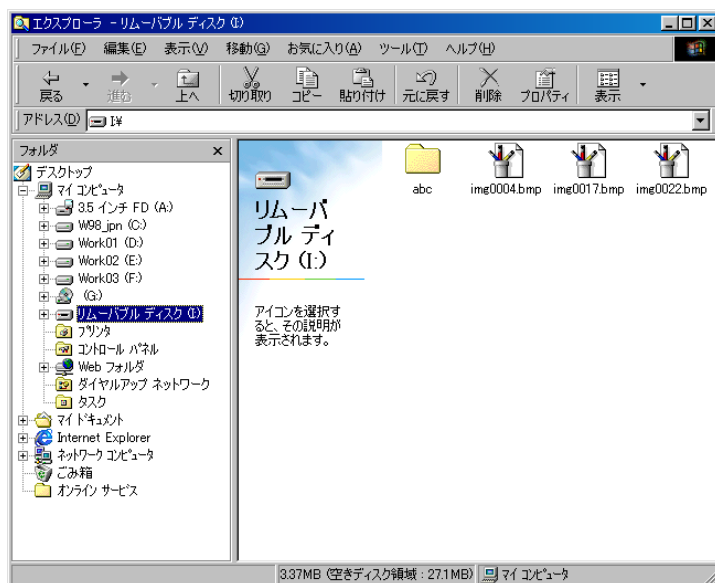 エクスプローラ - リムーバブル ディスク (I:)
ファイル(F) 編集(E) 表示(V) 移動(G) お気に入り(A) ツール(T) ヘルプ(H)
戻る 進む 上へ 切り取り コピー 貼り付け 元に戻す 削除 プロパティ 表示
アドレス(D) I:¥
フォルダ
デスクトップ
マイ コンピュータ
3.5 インチ FD (A:)
W98_jpn (C:)
Work01 (D:)
Work02 (E:)
Work03 (F:)
(G:)
リムーバブル ディスク (I:)
プリンタ
コントロール パネル
Web フォルダ
ダイヤルアップ ネットワーク
タスク
マイ ドキュメント
Internet Explorer
ネットワーク コンピュータ
ごみ箱
オンライン サービス
リムーバ
ブル ディ
スク (I:)
アイコンを選択す
ると、その説明が
表示されます。
abc img0004.bmp img0017.bmp img0022.bmp
3.37MB (空きディスク領域 : 27.1MB) マイ コンピュータ